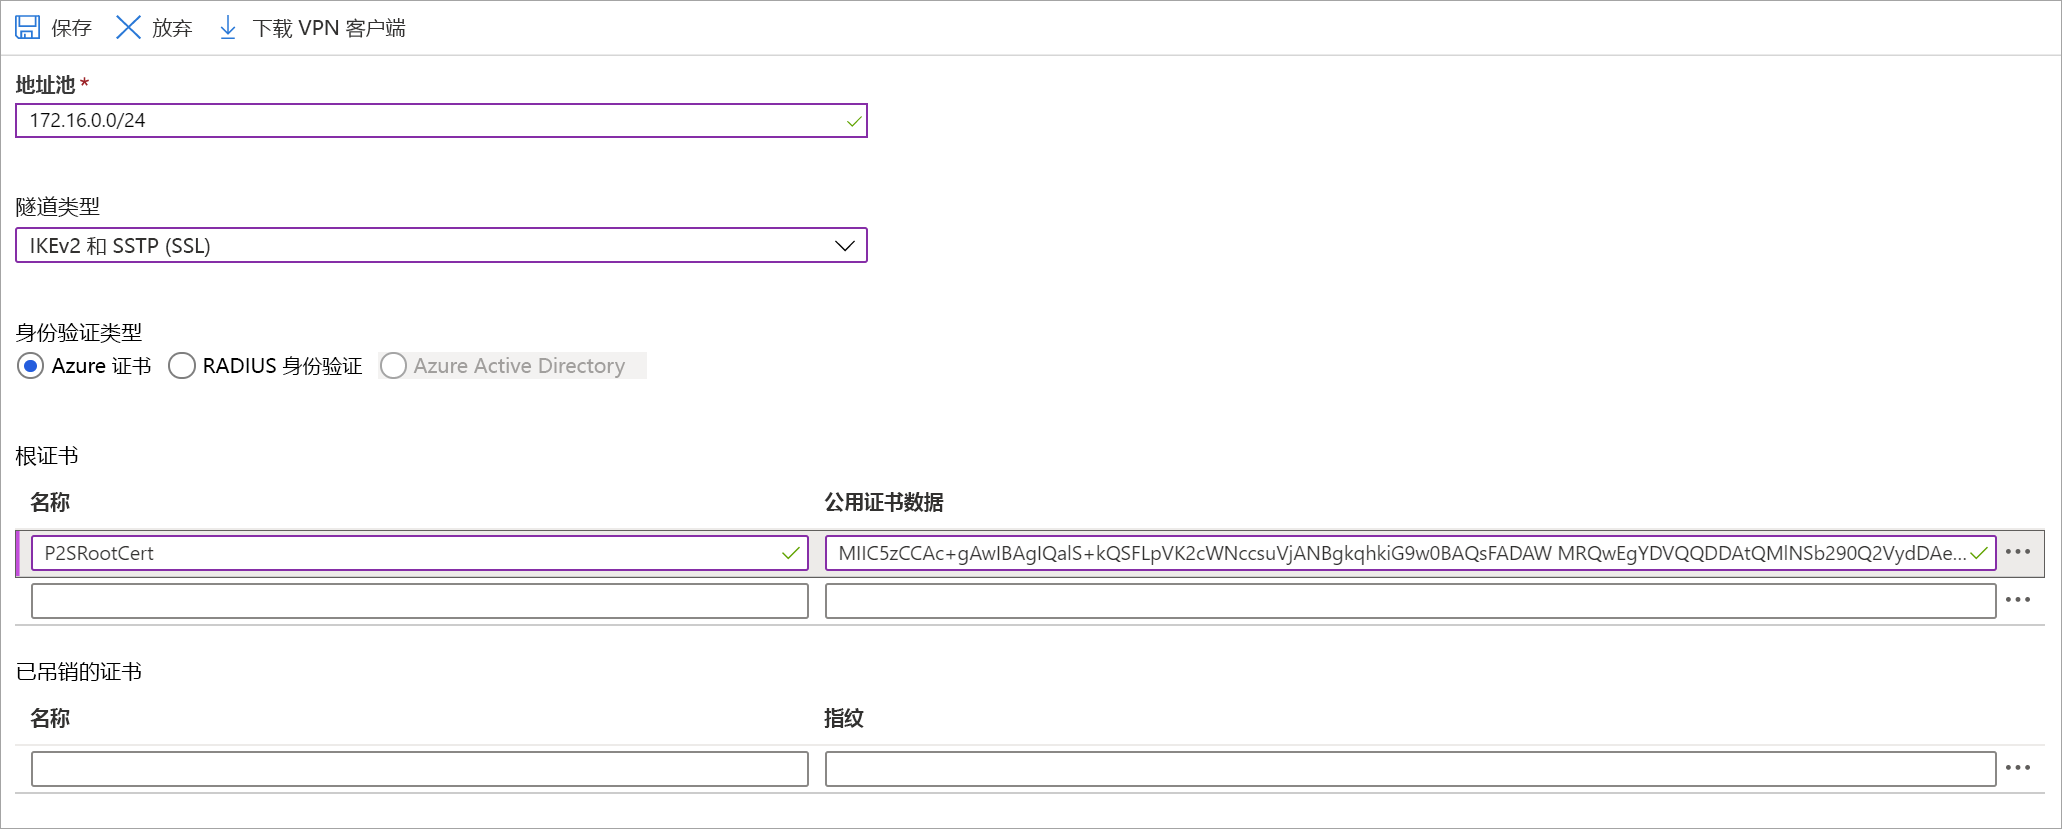 保存 放弃 下载 VPN 客户端
地址池 *
172.16.0.0/24
隧道类型
IKEv2 和 SSTP (SSL)
身份验证类型
Azure 证书 RADIUS 身份验证 Azure Active Directory
根证书
名称 公用证书数据
P2SRootCert MIIC5zCCAc+gAwIBAgIQalS+kQSFLpVK2cWNccsuVjANBgkqhkiG9w0BAQsFADAW MRQwEgYDVQQDDAtQMlNSb290Q2VydDAe... •••
•••
已吊销的证书
名称 指纹
•••